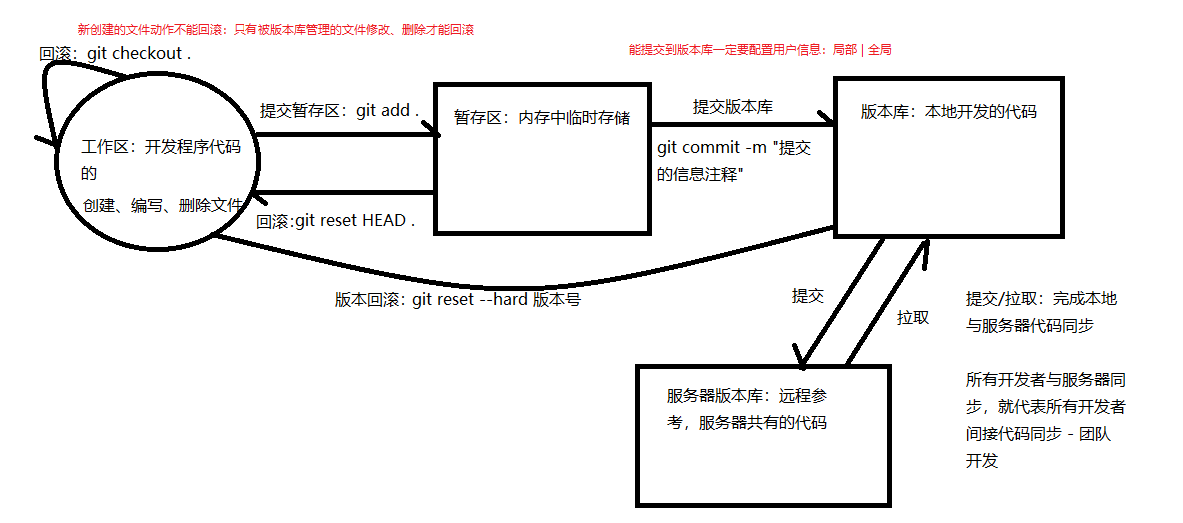 新创建的文件动作不能回滚：只有被版本库管理的文件修改、删除才能回滚
回滚：git checkout .
能提交到版本库一定要配置用户信息：局部 | 全局
提交暂存区：git add .
工作区：开发程序代码
的
创建、编写、删除文件
回滚:git reset HEAD .
暂存区：内存中临时存储
提交版本库
git commit -m "提交
的信息注释"
版本库：本地开发的代码
版本回滚：git reset --hard 版本号
提交
拉取
提交/拉取：完成本地
与服务器代码同步
所有开发者与服务器同
步，就代表所有开发者
间接代码同步 - 团队
开发
服务器版本库：远程参
考，服务器共有的代码